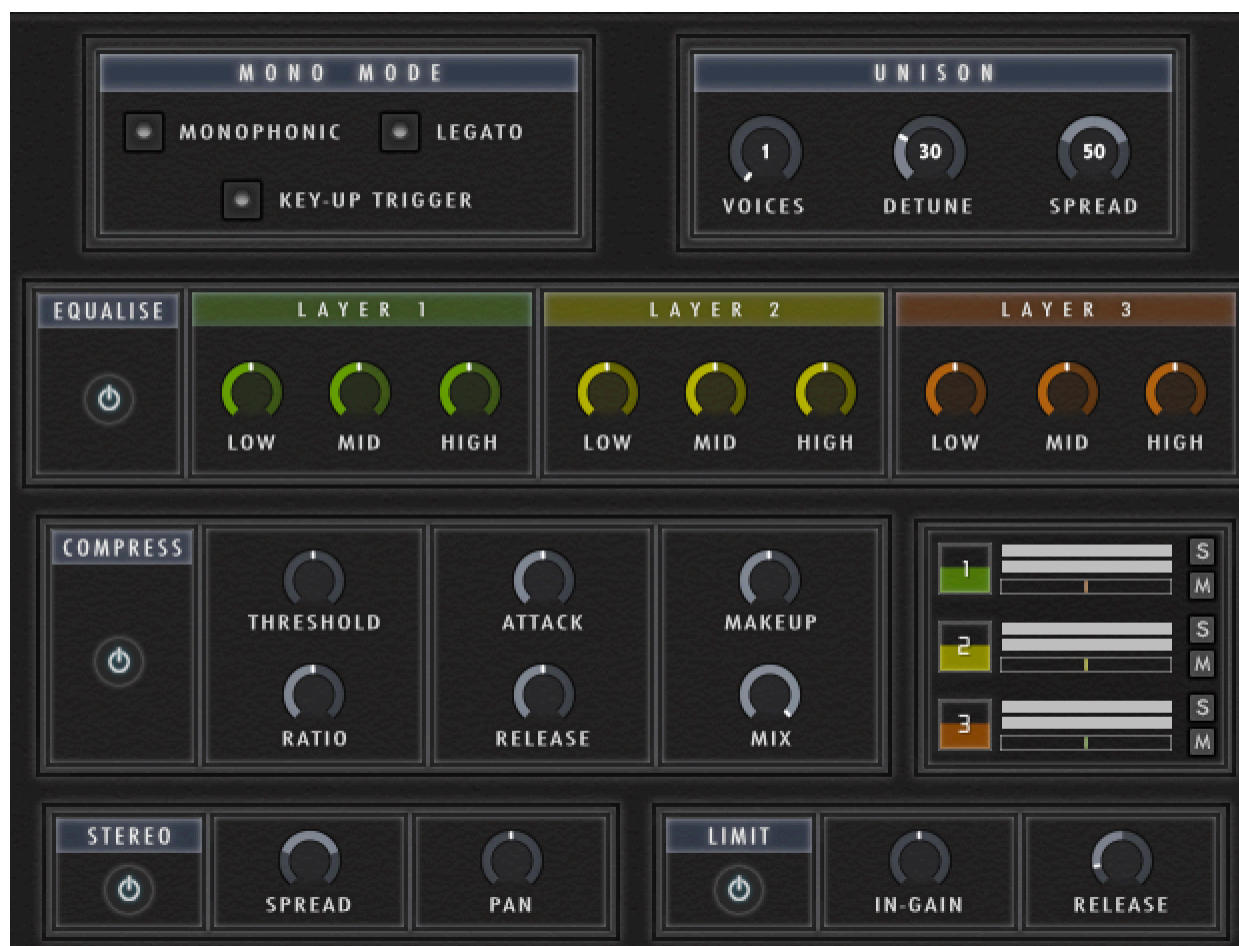 MONO MODE
MONOPHONIC
LEGATO
KEY-UP TRIGGER
UNISON
1
30
50
VOICES
DETUNE
SPREAD
EQUALISE
LAYER 1
LAYER 2
LAYER 3
LOW
MID
HIGH
LOW
MID
HIGH
LOW
MID
HIGH
COMPRESS
THRESHOLD
ATTACK
MAKEUP
RATIO
RELEASE
MIX
1
S
M
2
S
M
3
S
M
STEREO
SPREAD
PAN
LIMIT
IN-GAIN
RELEASE